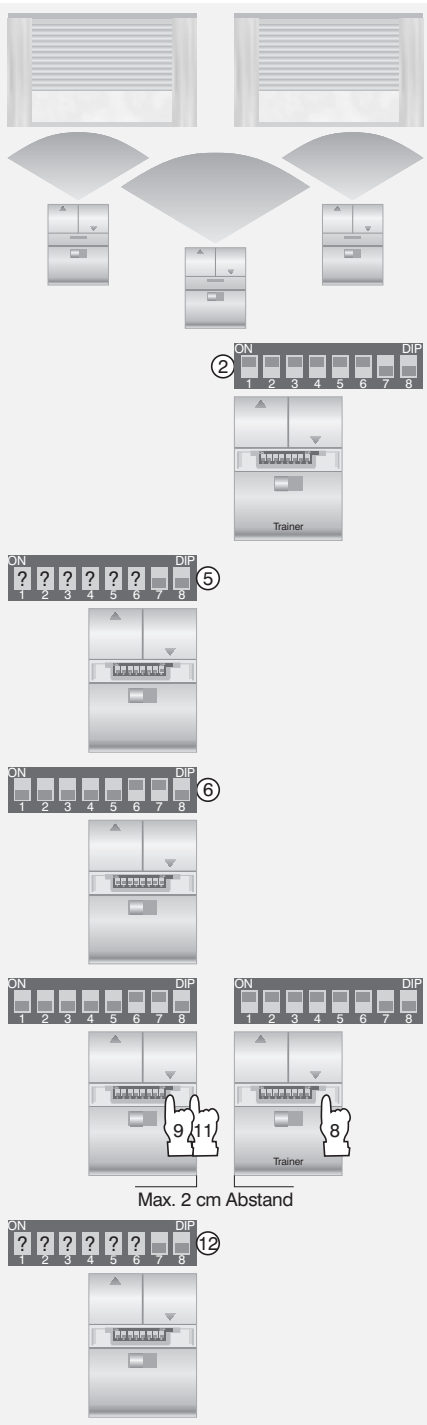 ② ON DIP
1 2 3 4 5 6 7 8
Trainer
ON DIP ⑤
? ? ? ? ? ?
1 2 3 4 5 6 7 8
ON DIP ⑥
1 2 3 4 5 6 7 8
ON DIP
1 2 3 4 5 6 7 8
ON DIP
1 2 3 4 5 6 7 8
9 11
8
Trainer
Max. 2 cm Abstand
ON DIP ⑫
? ? ? ? ? ?
1 2 3 4 5 6 7 8